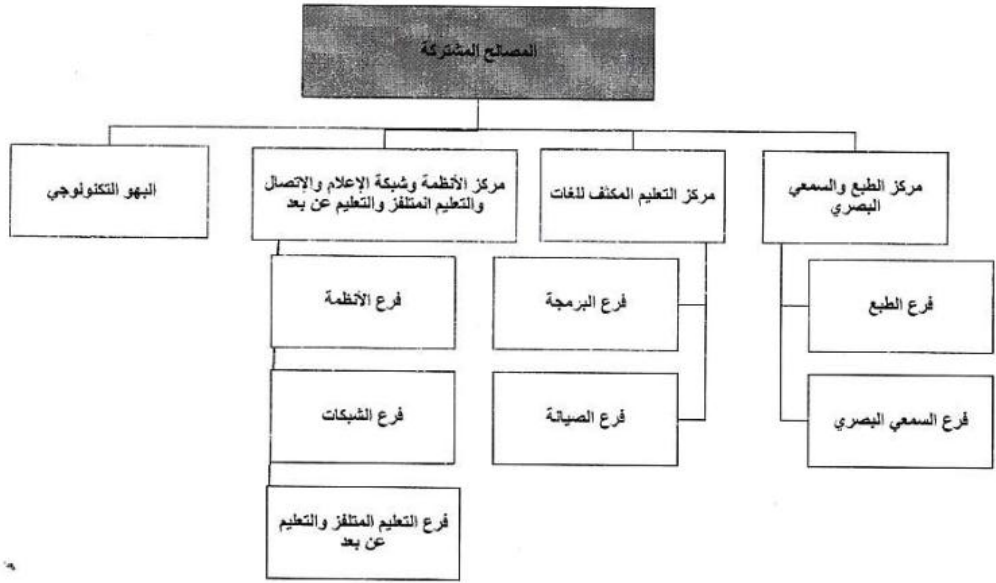 المصالح المشتركة
مركز الطبع والسمعي
البصري
مركز التعليم المكثف للغات
مركز الأنظمة وشبكة الإعلام والإتصال
والتعليم المتلفز والتعليم عن بعد
البهو التكنولوجي
فرع الطبع
فرع البرمجة
فرع الأنظمة
فرع السمعي البصري
فرع الصيانة
فرع الشبكات
فرع التعليم المتلفز والتعليم
عن بعد